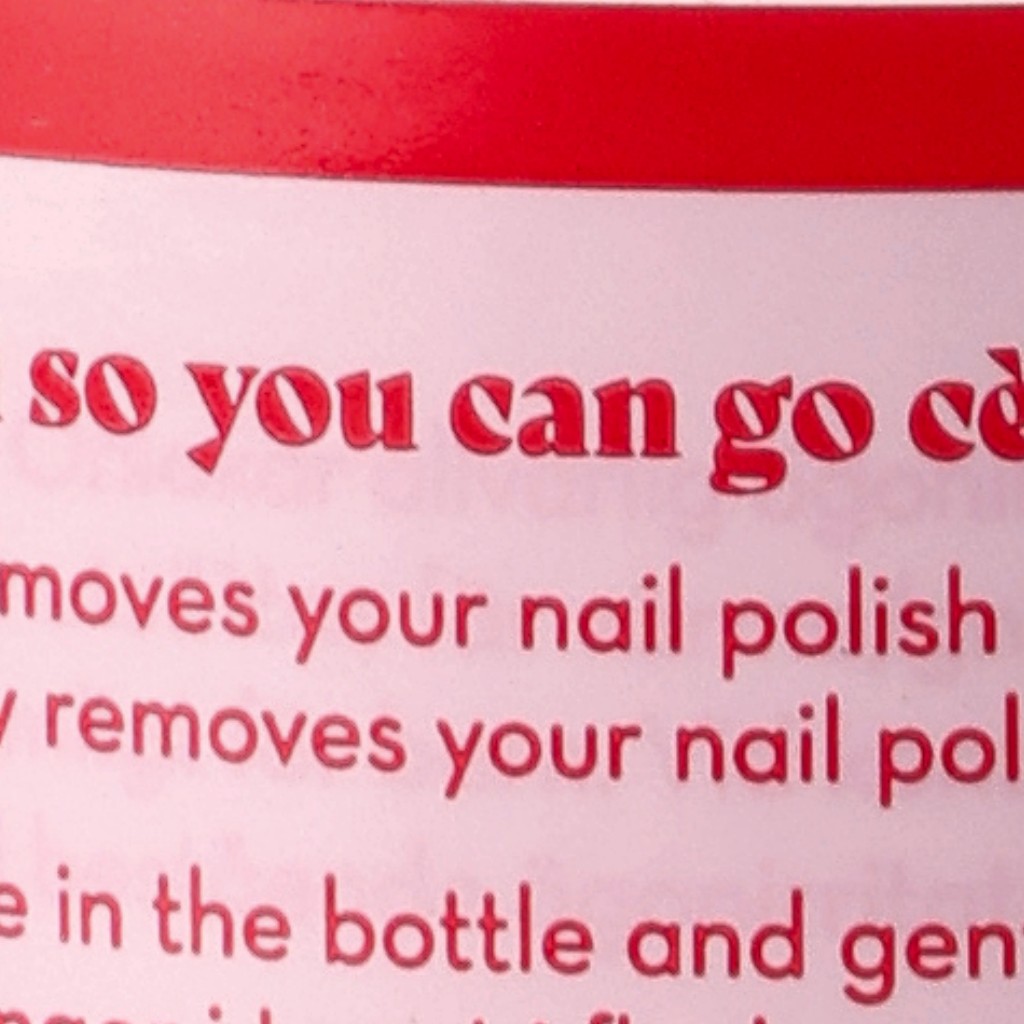 so you can go
moves your nail polish
removes your nail pol
in the bottle and gen